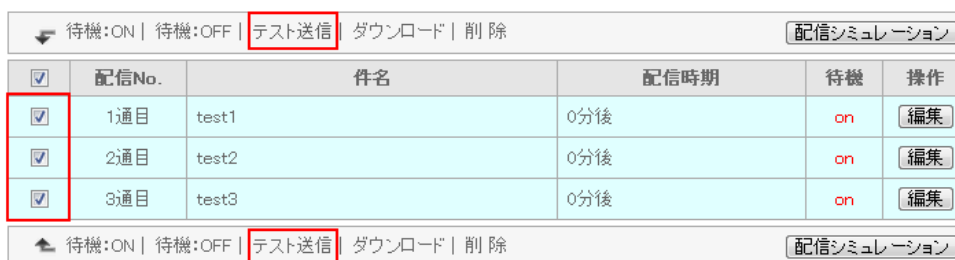 待機:ON | 待機:OFF | テスト送信 | ダウンロード | 削除 配信シミュレーション
配信No. 件名 配信時期 待機 操作
1通目 test1 0分後 on 編集
2通目 test2 0分後 on 編集
3通目 test3 0分後 on 編集
待機:ON | 待機:OFF | テスト送信 | ダウンロード | 削除 配信シミュレーション